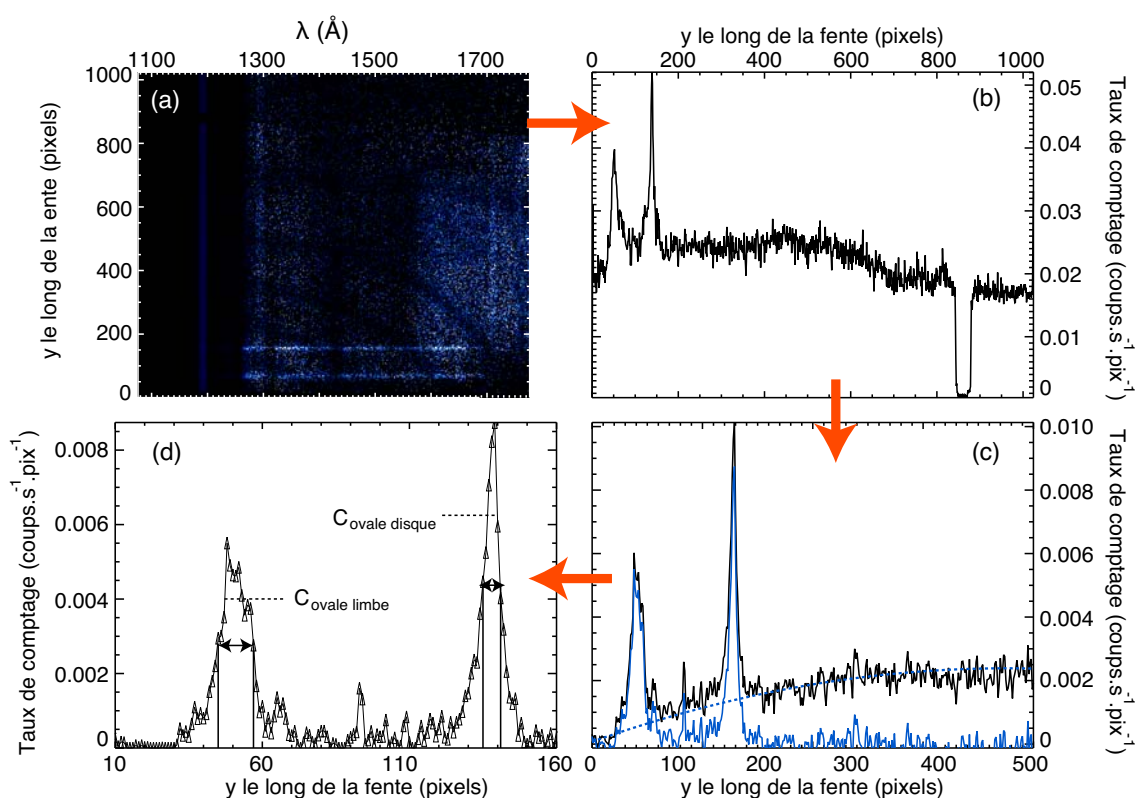 λ (Å)
1100 1300 1500 1700
(a)
y le long de la ente (pixels)
1000
800
600
400
200
0
y le long de la fente (pixels)
0 200 400 600 800 1000
(b)
0.05
0.04
0.03
0.02
0.01
0
Taux de comptage (coups.s-1.pix-1)
(d)
Taux de comptage (coups.s-1.pix-1)
0.008
0.006
0.004
0.002
0
C ovale disque
C ovale limbe
10 60 110 160
y le long de la fente (pixels)
(c)
0.010
0.008
0.006
0.004
0.002
0
Taux de comptage (coups.s-1.pix-1)
0 100 200 300 400 500
y le long de la fente (pixels)